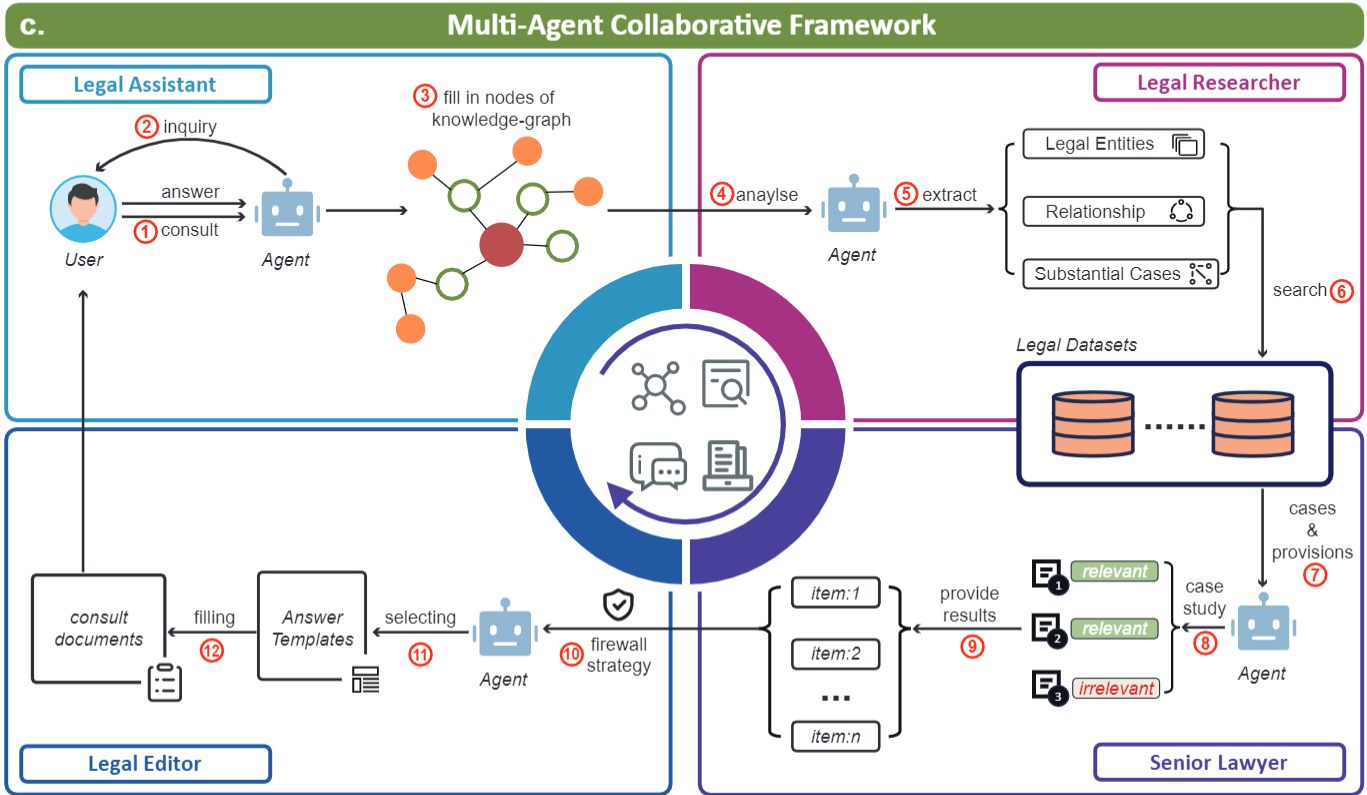 c.
Multi-Agent Collaborative Framework
Legal Assistant
2 inquiry
answer
1 consult
User
Agent
3 fill in nodes of
knowledge-graph
Legal Researcher
4 anaylse
Agent
5 extract
Legal Entities
Relationship
Substantial Cases
search 6
Legal Datasets
cases
&
provisions
7
Agent
case
study
8
1 relevant
2 relevant
3 irrelevant
provide
results
9
item:1
item:2
...
item:n
Senior Lawyer
10 firewall
strategy
Agent
selecting
11
Answer
Templates
filling
12
consult
documents
Legal Editor